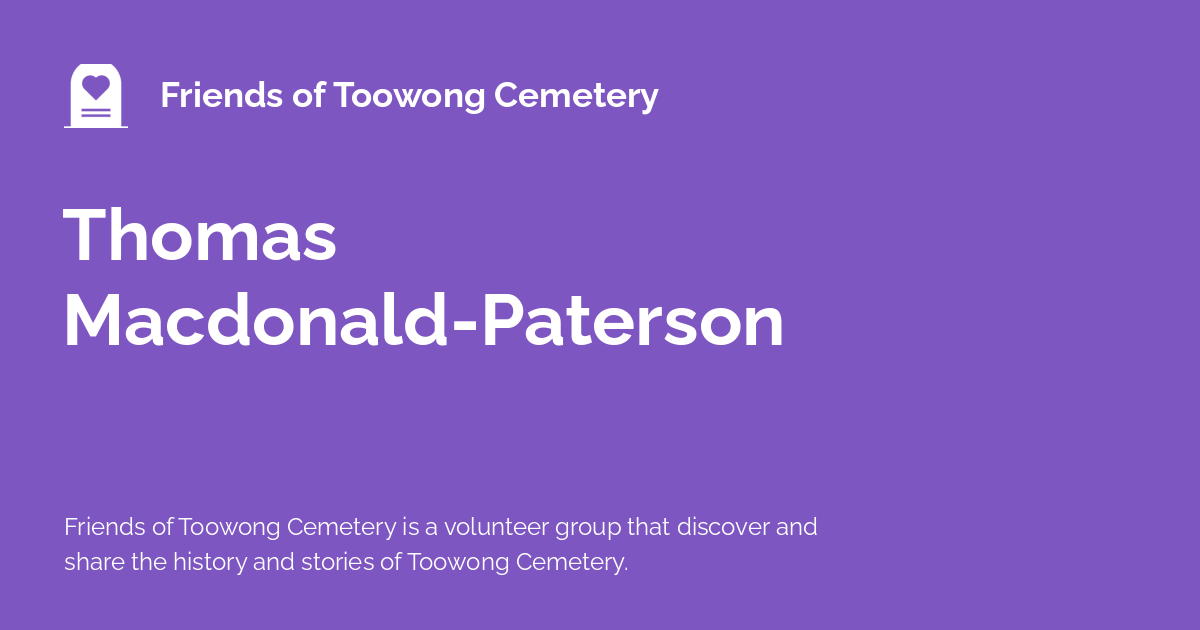 Friends of Toowong Cemetery
Thomas
Macdonald-Paterson
Friends of Toowong Cemetery is a volunteer group that discover and
share the history and stories of Toowong Cemetery.